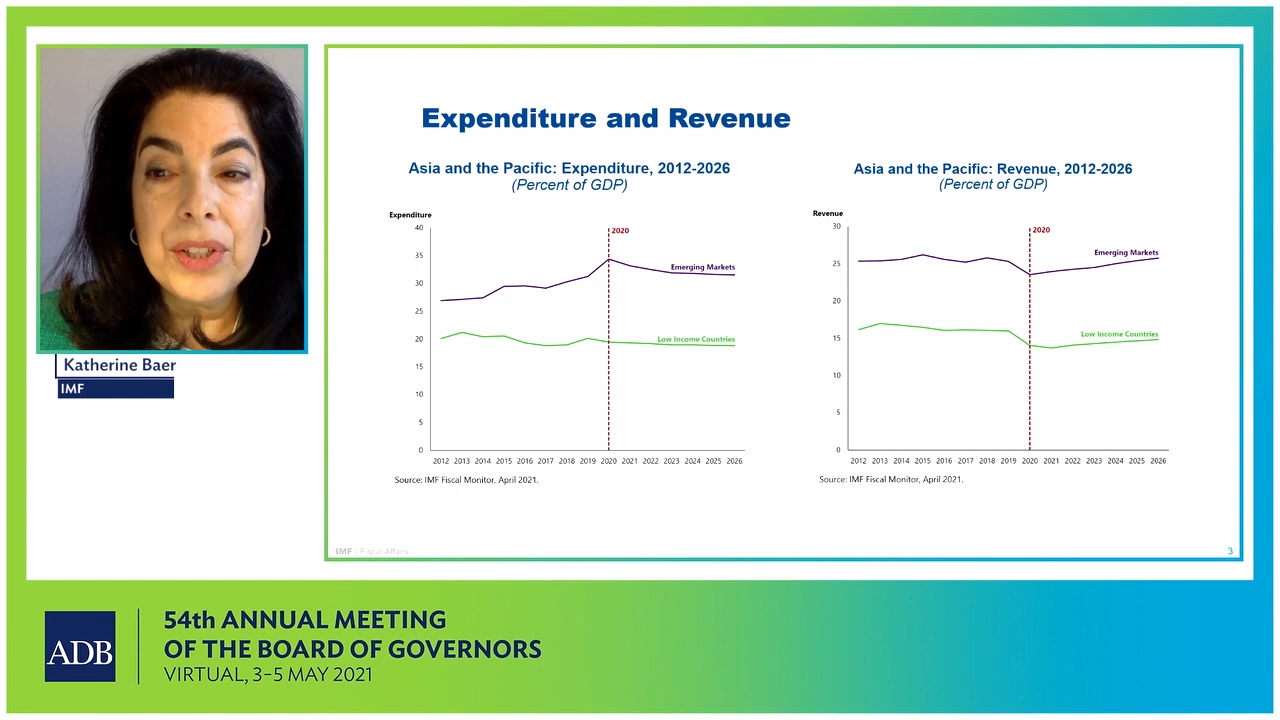 Katherine Baer
IMF
Expenditure and Revenue
Asia and the Pacific: Expenditure, 2012-2026
(Percent of GDP)
Expenditure
40
35
30
25
20
15
10
5
0
2020
Emerging Markets
Low Income Countries
2012 2013 2014 2015 2016 2017 2018 2019 2020 2021 2022 2023 2024 2025 2026
Source: IMF Fiscal Monitor, April 2021.
Asia and the Pacific: Revenue, 2012-2026
(Percent of GDP)
Revenue
30
25
20
15
10
5
0
2020
Emerging Markets
Low Income Countries
2012 2013 2014 2015 2016 2017 2018 2019 2020 2021 2022 2023 2024 2025 2026
Source: IMF Fiscal Monitor, April 2021.
IMF | Fiscal Affairs
3
ADB
54th ANNUAL MEETING
OF THE BOARD OF GOVERNORS
VIRTUAL, 3–5 MAY 2021